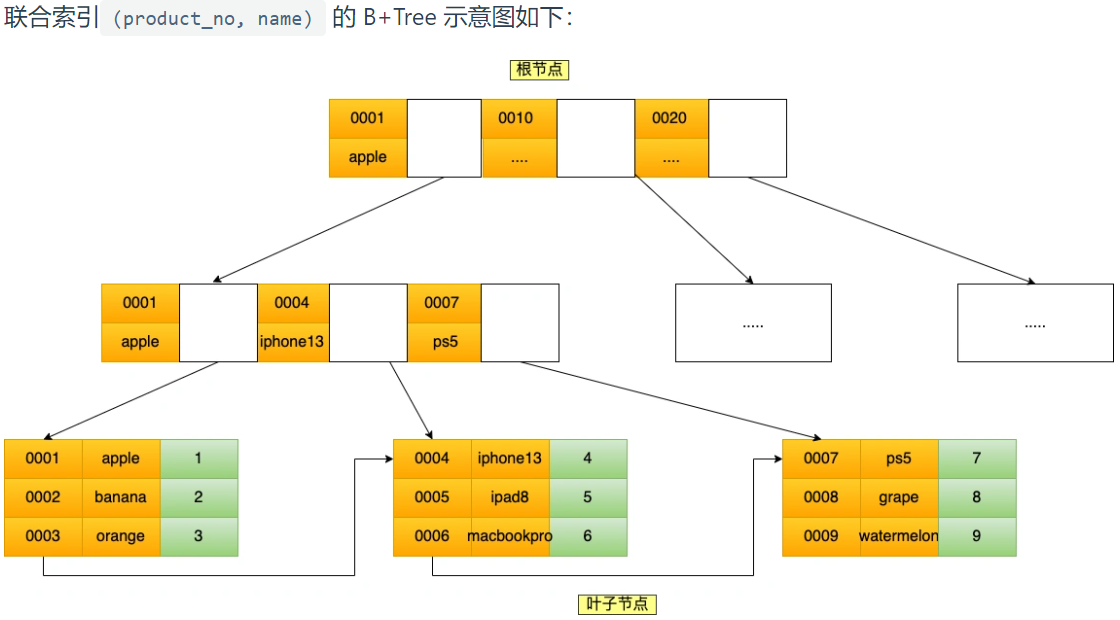 联合索引 (product_no, name) 的 B+Tree 示意图如下：
根节点
0001 0010 0020
apple .... ....
0001 0004 0007
apple iphone13 ps5
..... .....
0001 apple 1 0004 iphone13 4 0007 ps5 7
0002 banana 2 0005 ipad8 5 0008 grape 8
0003 orange 3 0006 macbookpro 6 0009 watermelon 9
叶子节点